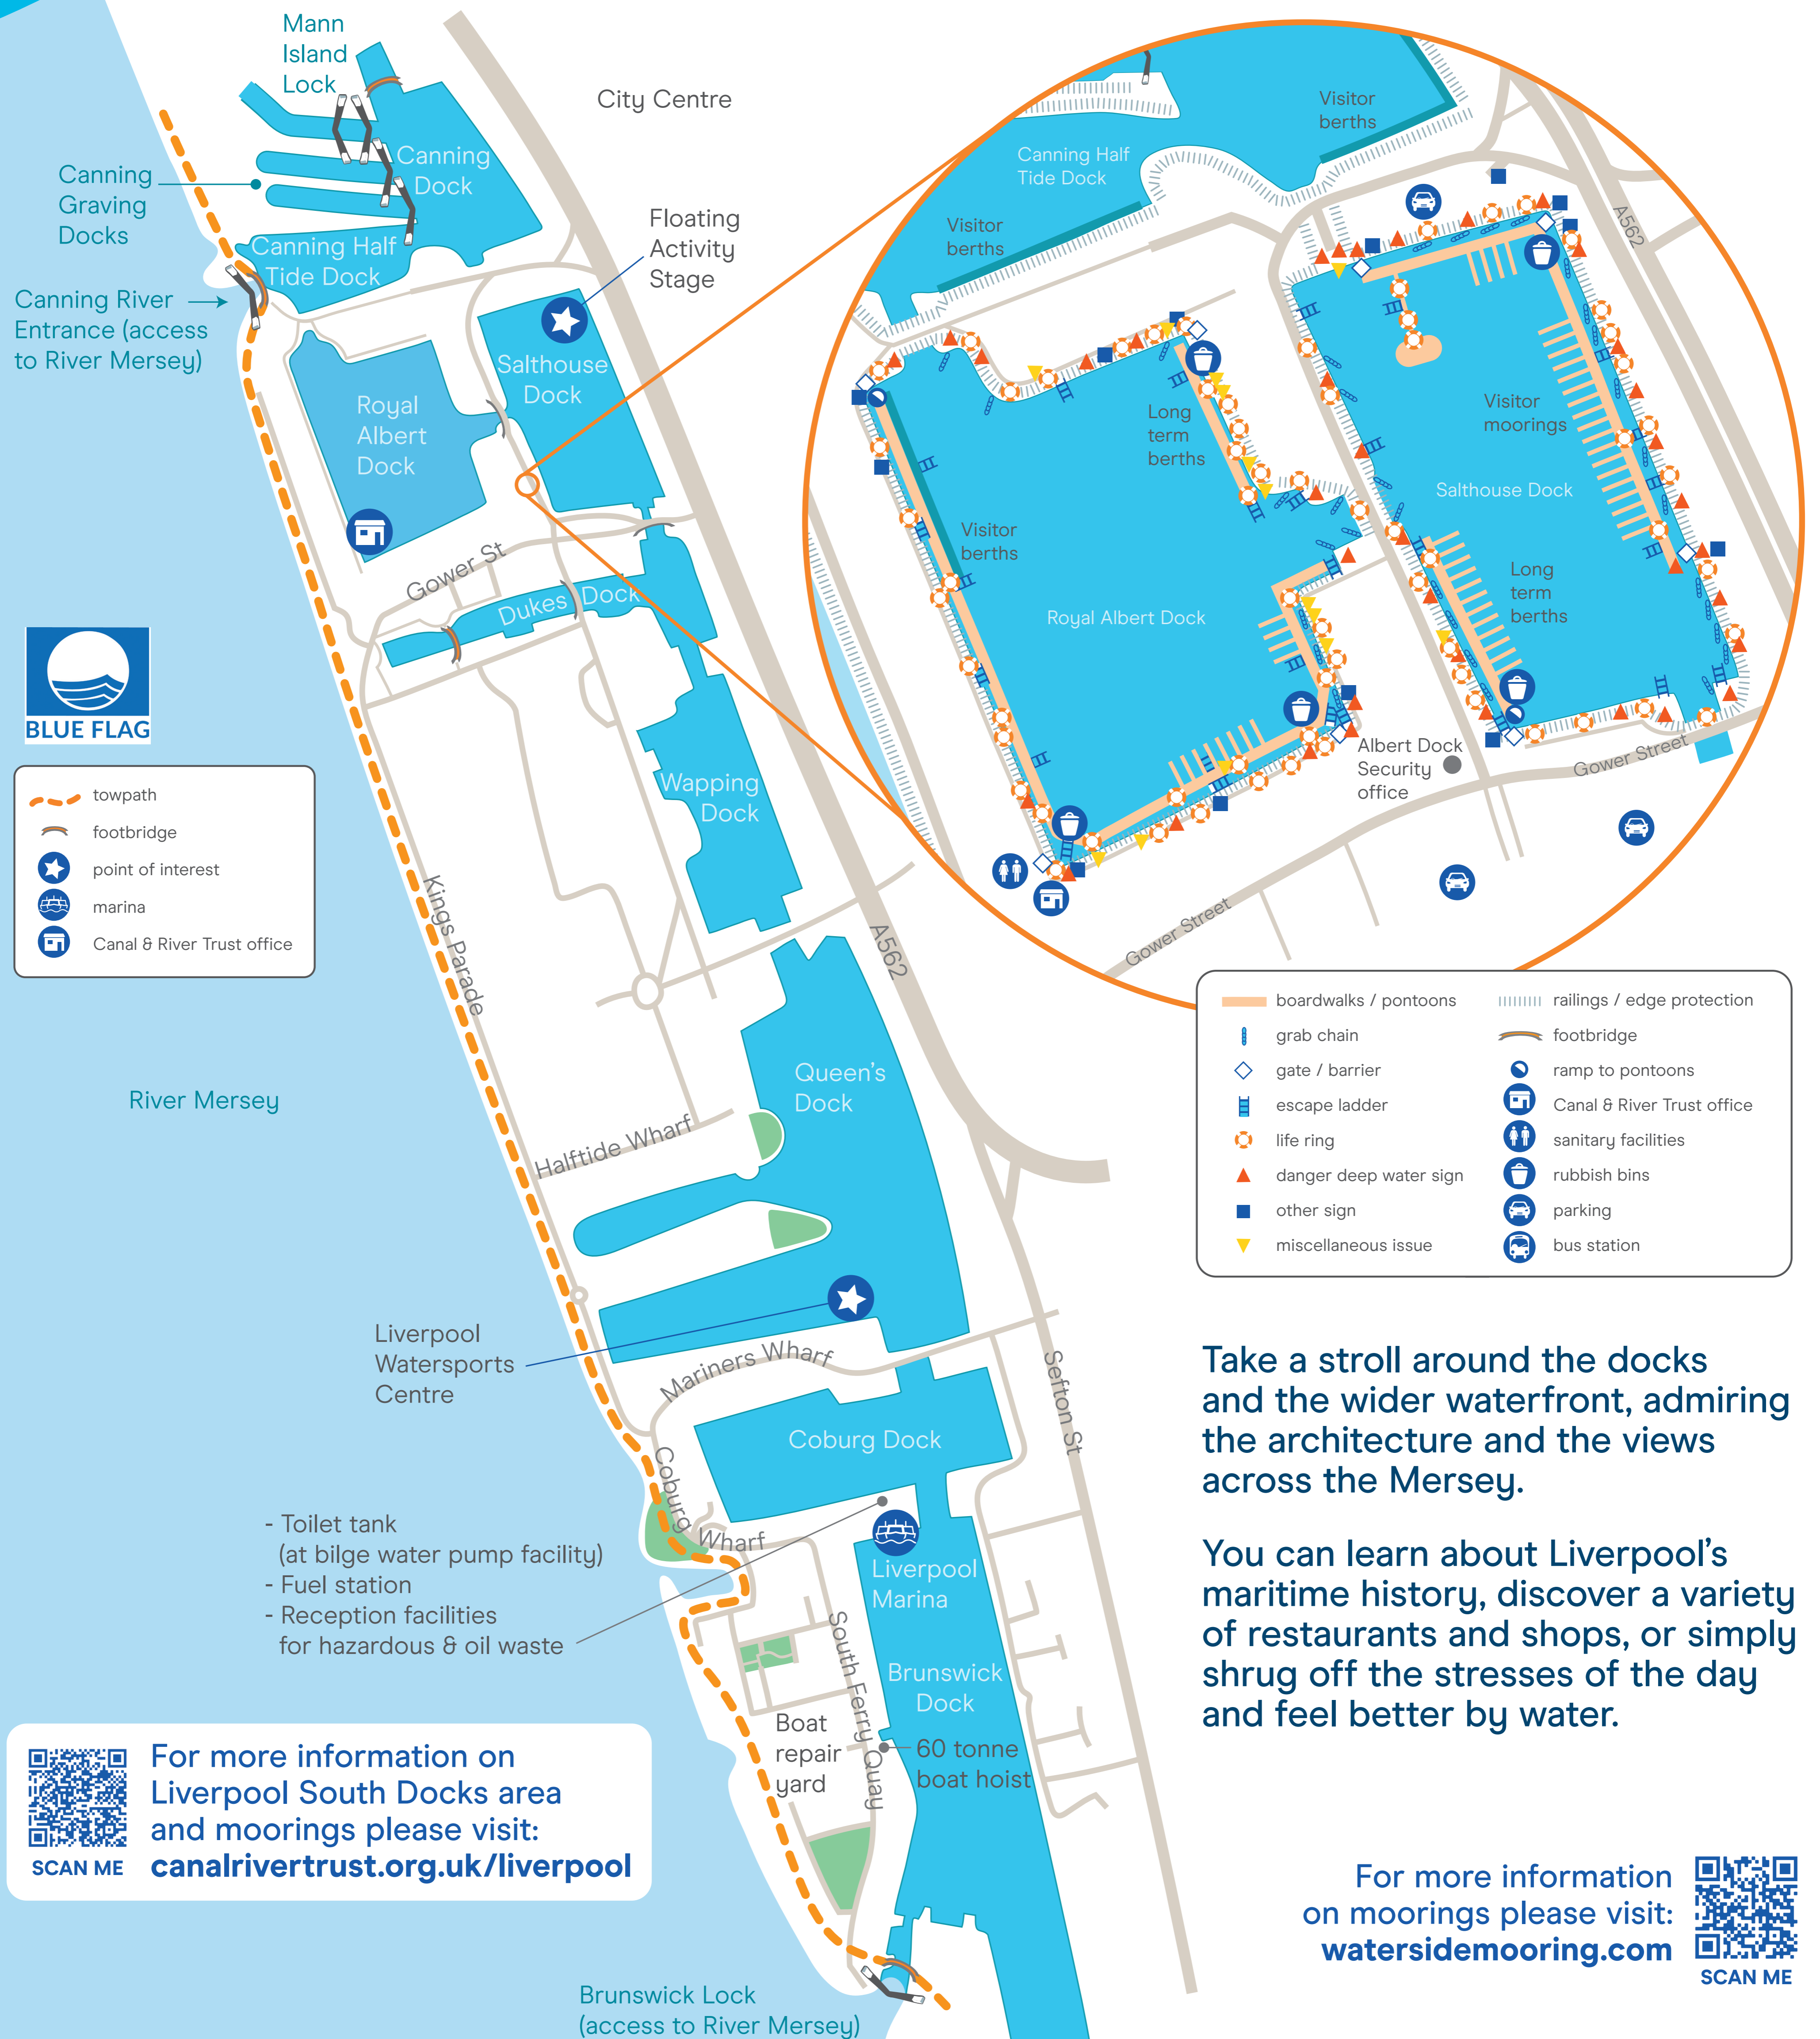 Mann
Island
Lock
City Centre
Canning
Dock
Canning
Graving
Docks
Canning Half
Tide Dock
Canning River
Entrance (access
to River Mersey)
Floating
Activity
Stage
Salthouse
Dock
Royal
Albert
Dock
Gower St
Dukes Dock
Wapping
Dock
Kings Parade
A562
BLUE FLAG
towpath
footbridge
point of interest
marina
Canal & River Trust office
River Mersey
Queen's
Dock
Halftide Wharf
Liverpool
Watersports
Centre
Mariners Wharf
Sefton St
Coburg Dock
Coburg Wharf
- Toilet tank
(at bilge water pump facility)
- Fuel station
- Reception facilities
for hazardous & oil waste
Liverpool
Marina
South Ferry Quay
Brunswick
Dock
Boat
repair
yard
60 tonne
boat hoist
Brunswick Lock
(access to River Mersey)
Visitor
berths
Canning Half
Tide Dock
Visitor
berths
A562
Long
term
berths
Visitor
moorings
Salthouse Dock
Visitor
berths
Long
term
berths
Royal Albert Dock
Albert Dock
Security
office
Gower Street
Gower Street
boardwalks / pontoons
grab chain
gate / barrier
escape ladder
life ring
danger deep water sign
other sign
miscellaneous issue
railings / edge protection
footbridge
ramp to pontoons
Canal & River Trust office
sanitary facilities
rubbish bins
parking
bus station
Take a stroll around the docks
and the wider waterfront, admiring
the architecture and the views
across the Mersey.
You can learn about Liverpool's
maritime history, discover a variety
of restaurants and shops, or simply
shrug off the stresses of the day
and feel better by water.
For more information on
Liverpool South Docks area
and moorings please visit:
canalrivertrust.org.uk/liverpool
SCAN ME
For more information
on moorings please visit:
watersidemooring.com
SCAN ME